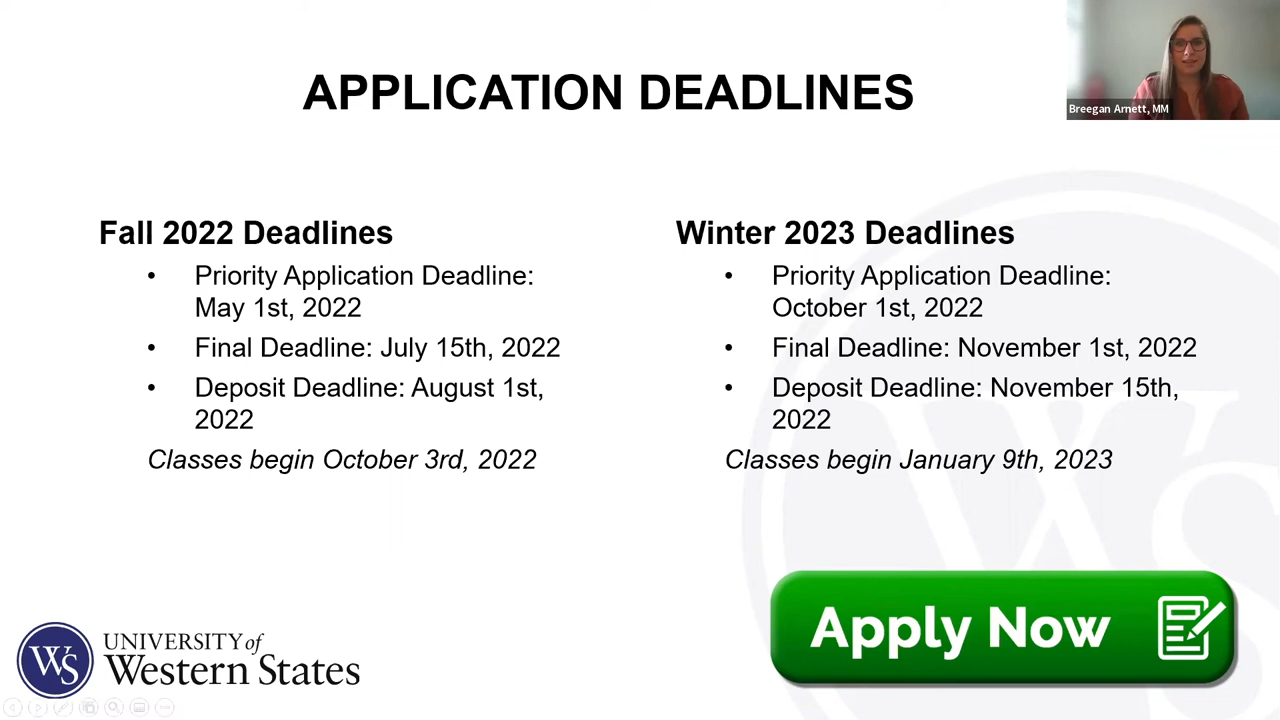 APPLICATION DEADLINES
Breegan Arnett, MM
Fall 2022 Deadlines
• Priority Application Deadline:
May 1st, 2022
• Final Deadline: July 15th, 2022
• Deposit Deadline: August 1st,
2022
Classes begin October 3rd, 2022
Winter 2023 Deadlines
• Priority Application Deadline:
October 1st, 2022
• Final Deadline: November 1st, 2022
• Deposit Deadline: November 15th,
2022
Classes begin January 9th, 2023
Apply Now
WS
UNIVERSITY of
Western States